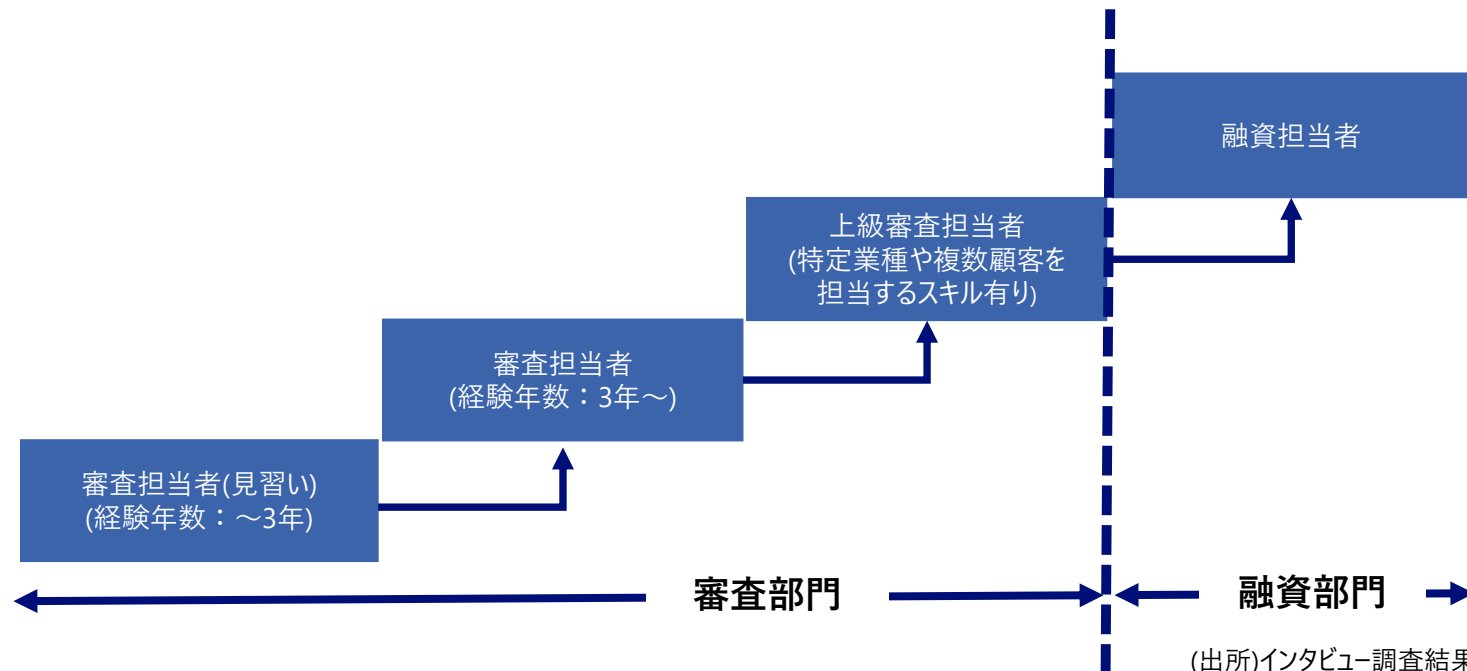 融資担当者
上級審査担当者
(特定業種や複数顧客を
担当するスキル有り)
審査担当者
(経験年数：3年～)
審査担当者(見習い)
(経験年数：～3年)
審査部門
融資部門
(出所)インタビュー調査結果